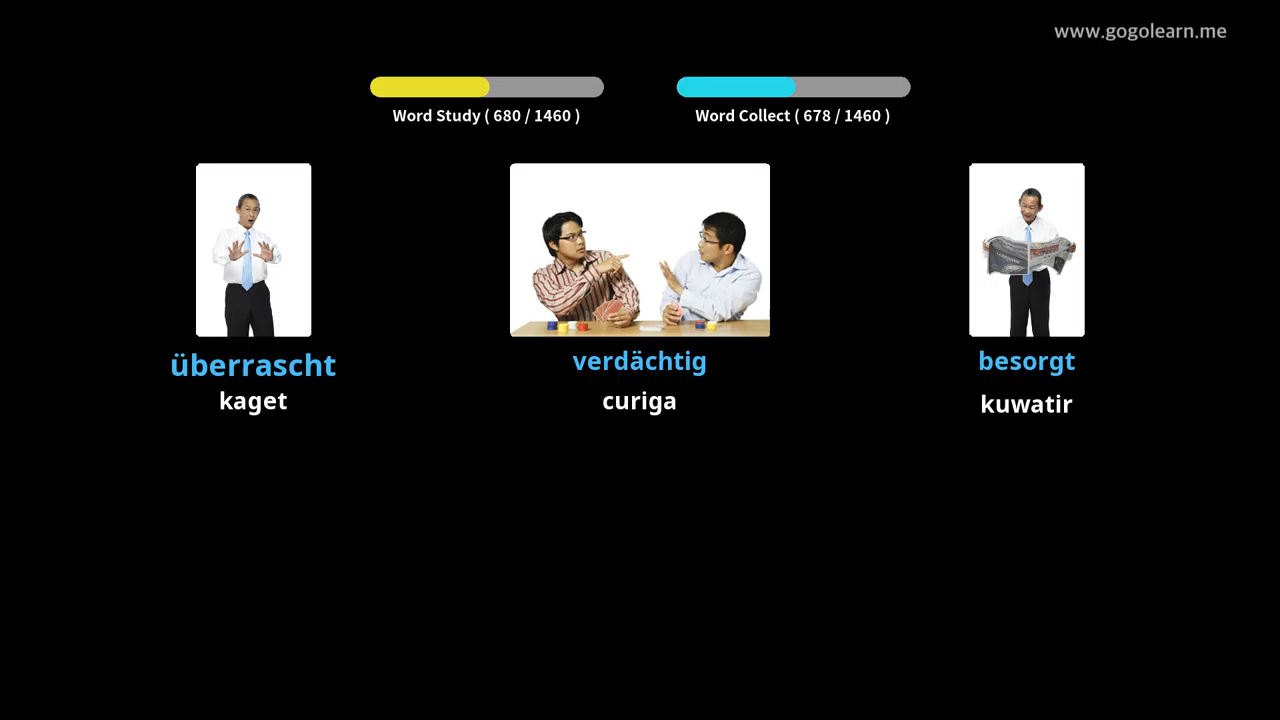 www.gogolearn.me
Word Study ( 680 / 1460 )
Word Collect ( 678 / 1460 )
überrascht
kaget
verdächtig
curiga
besorgt
kuwatir